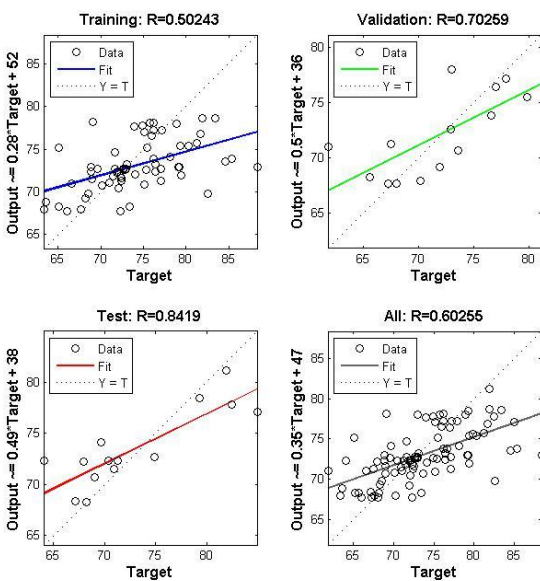 Training: R=0.50243
Output ~= 0.28*Target + 52
85
80
75
70
65
Data
Fit
Y = T
65 70 75 80 85
Target
Validation: R=0.70259
Output ~= 0.5*Target + 36
80
75
70
65
Data
Fit
Y = T
65 70 75 80
Target
Test: R=0.8419
Output ~= 0.49*Target + 38
80
75
70
65
Data
Fit
Y = T
65 70 75 80
Target
All: R=0.60255
Output ~= 0.35*Target + 47
85
80
75
70
65
Data
Fit
Y = T
65 70 75 80 85
Target